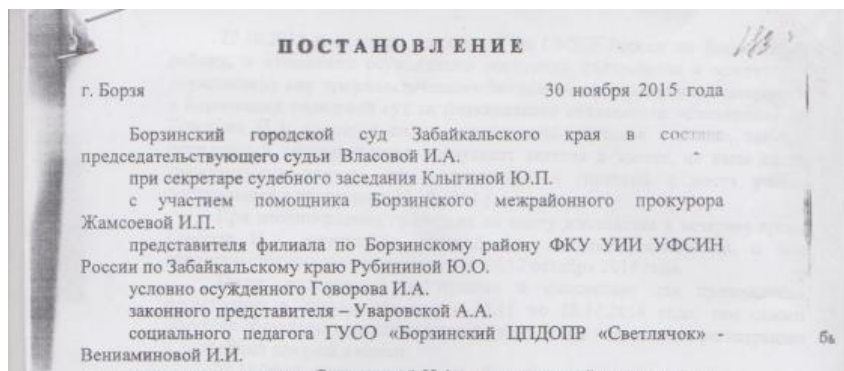 ПОСТАНОВЛЕНИЕ
г. Борзя 30 ноября 2015 года
Борзинский городской суд Забайкальского края в составе
председательствующего судьи Власовой И.А.
при секретаре судебного заседания Клыгиной Ю.П.
с участием помощника Борзинского межрайонного прокурора
Жамсоевой И.П.
представителя филиала по Борзинскому району ФКУ УИИ УФСИН
России по Забайкальскому краю Рубининой Ю.О.
условно осужденного Говорова И.А.
законного представителя – Уваровской А.А.
социального педагога ГУСО «Борзинский ЦПДОПР «Светлячок» -
Вениаминовой И.И.